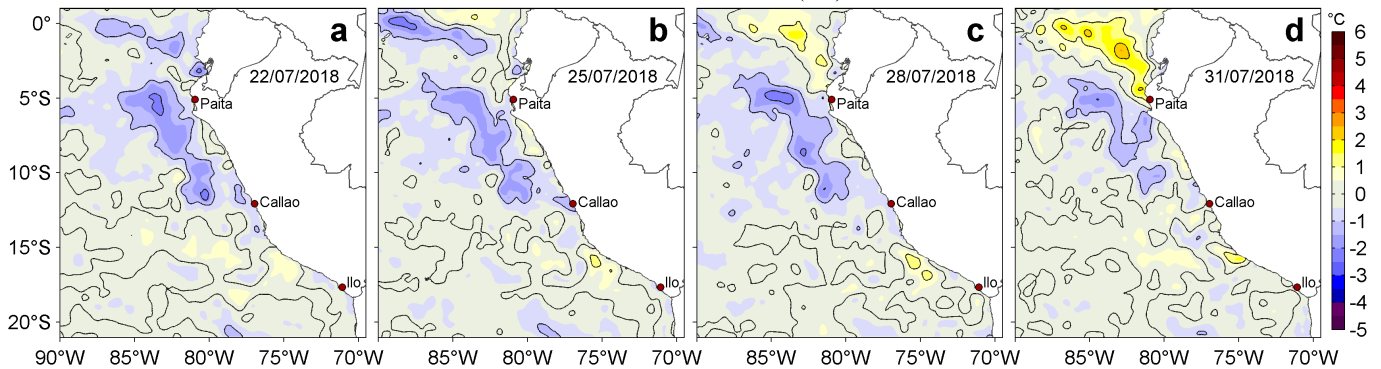 a
b
c
d
°C
0°
5°S
10°S
15°S
20°S
22/07/2018
25/07/2018
28/07/2018
31/07/2018
Paita
Paita
Paita
Paita
Callao
Callao
Callao
Callao
Ilo
Ilo
Ilo
Ilo
6
5
4
3
2
1
0
-1
-2
-3
-4
-5
90°W 85°W 80°W 75°W 70°W
85°W 80°W 75°W 70°W
85°W 80°W 75°W 70°W
85°W 80°W 75°W 70°W